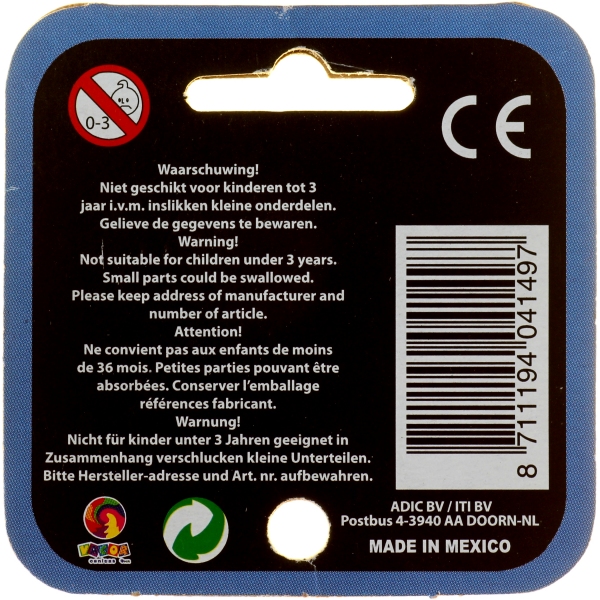 0-3
CE
Waarschuwing!
Niet geschikt voor kinderen tot 3
jaar i.v.m. inslikken kleine onderdelen.
Gelieve de gegevens te bewaren.
Warning!
Not suitable for children under 3 years.
Small parts could be swallowed.
Please keep address of manufacturer and
number of article.
Attention!
Ne convient pas aux enfants de moins
de 36 mois. Petites parties pouvant être
absorbées. Conserver l'emballage
références fabricant.
Warnung!
Nicht für kinder unter 3 Jahren geeignet in
Zusammenhang verschlucken kleine Unterteilen.
Bitte Hersteller-adresse und Art. nr. aufbewahren.
8 711194 041497
ADIC BV / ITI BV
Postbus 4-3940 AA DOORN-NL
MADE IN MEXICO